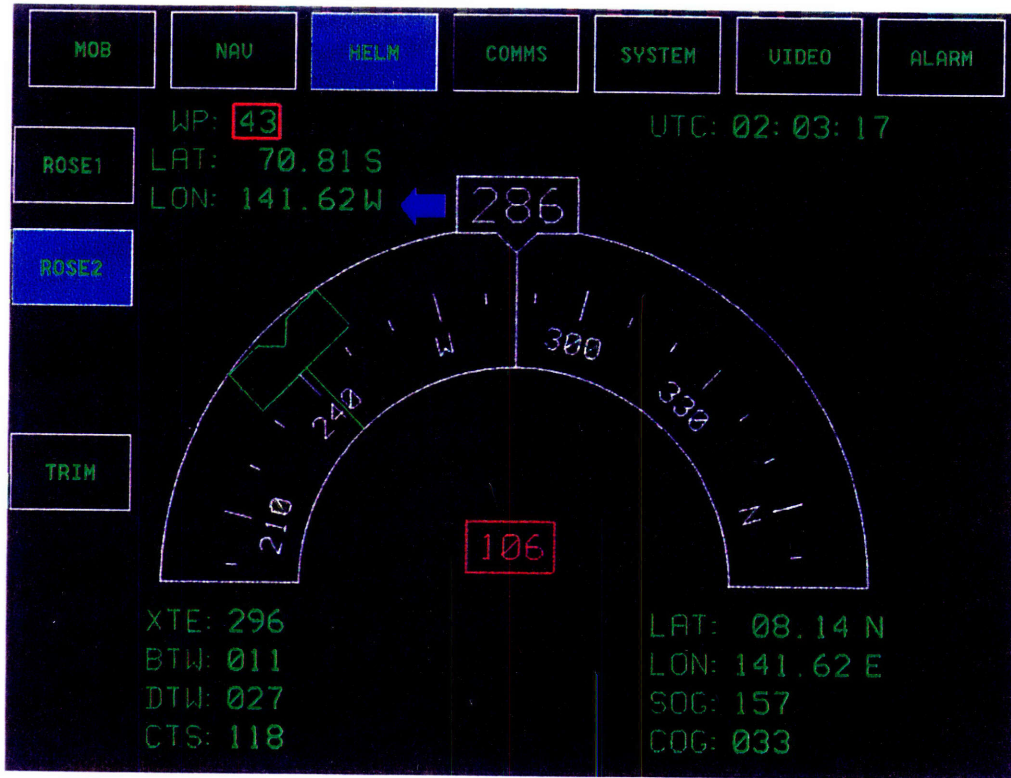 MOB NAV HELM COMMS SYSTEM VIDEO ALARM
WP: 43
UTC: 02:03:17
ROSE1
LAT: 70.81 S
LON: 141.62 W
286
ROSE2
W
300
240
330
TRIM
210
N
106
XTE: 296
BTW: 011
DTW: 027
CTS: 118
LAT: 08.14 N
LON: 141.62 E
SOG: 157
COG: 033